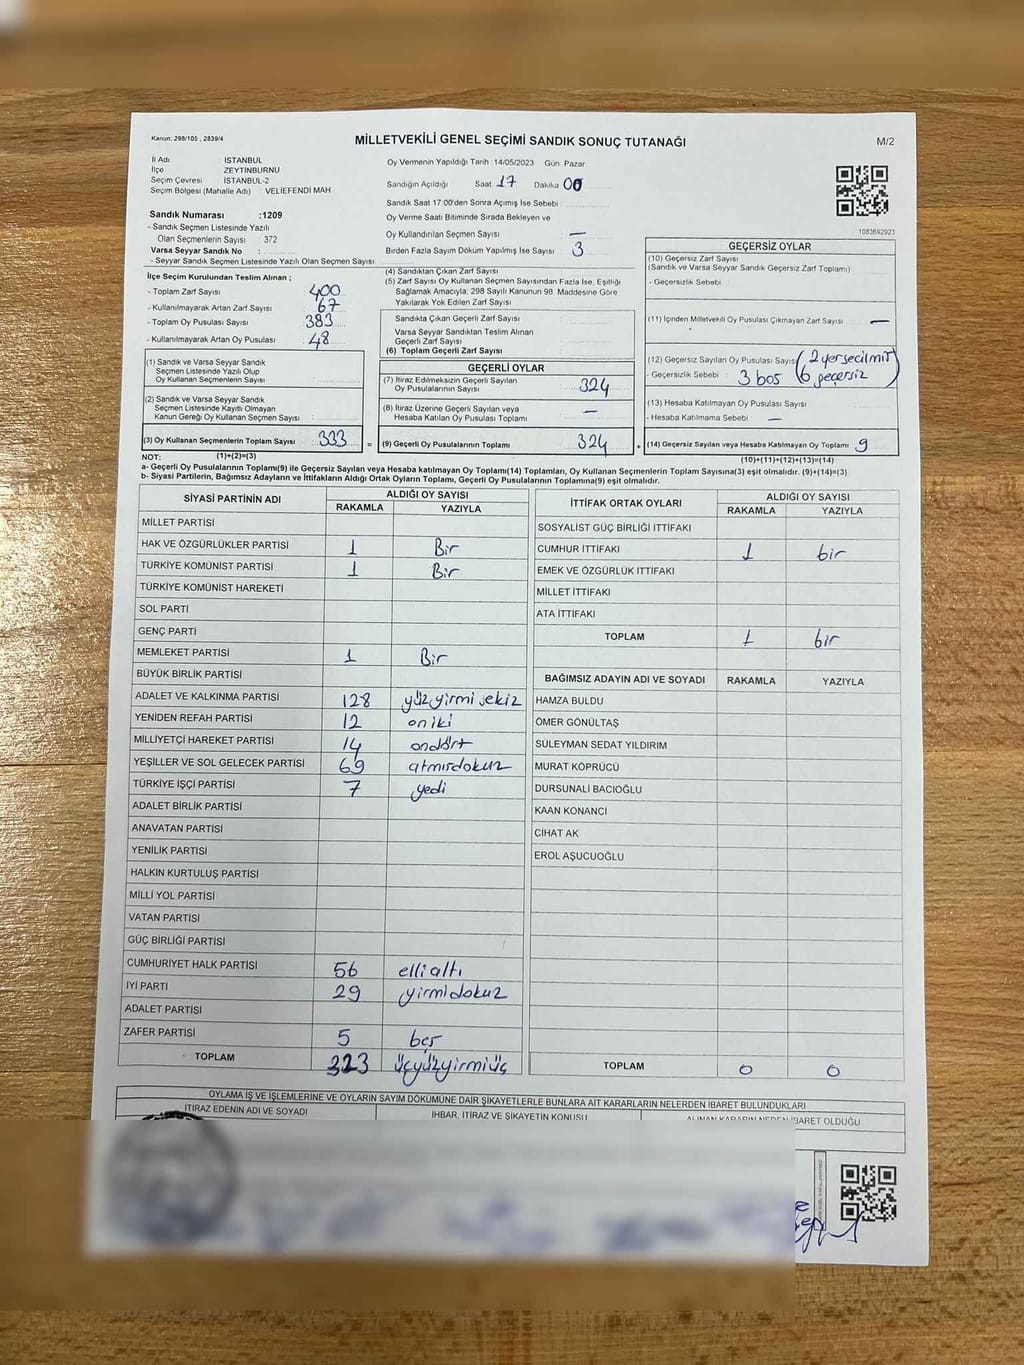 Kanun: 298/105 , 2839/4
MİLLETVEKİLİ GENEL SEÇİMİ SANDIK SONUÇ TUTANAĞI
M/2
İl Adı : İSTANBUL
İlçe ZEYTİNBURNU
Seçim Çevresi : İSTANBUL-2
Seçim Bölgesi (Mahalle Adı) : VELİEFENDİ MAH
Sandık Numarası :1209
- Sandık Seçmen Listesinde Yazılı
Olan Seçmenlerin Sayısı : 372
Varsa Seyyar Sandık No :
- Seyyar Sandık Seçmen Listesinde Yazılı Olan Seçmen Sayısı:
Oy Vermenin Yapıldığı Tarih :14/05/2023 Gün: Pazar
Sandığın Açıldığı Saat 17 Dakika 00
Sandık Saat 17.00'den Sonra Açımış İse Sebebi :
Oy Verme Saati Bitiminde Sırada Bekleyen ve
Oy Kullandırılan Seçmen Sayısı : —
Birden Fazla Sayım Döküm Yapılmış İse Sayısı : 3
1083692923
İlçe Seçim Kurulundan Teslim Alınan ;
- Toplam Zarf Sayısı : 400
- Kullanılmayarak Artan Zarf Sayısı : 67
- Toplam Oy Pusulası Sayısı : 383
- Kullanılmayarak Artan Oy Pusulası : 48
(1) Sandık ve Varsa Seyyar Sandık
Seçmen Listesinde Yazılı Olup
Oy Kullanan Seçmenlerin Sayısı :
(2) Varsa Sandık ve Seyyar Sandık
Seçmen Listesinde Kayıtlı Olmayan
Kanun Gereği Oy Kullanan Seçmen Sayısı :
(3) Oy Kullanan Seçmenlerin Toplam Sayısı : 333 =
(4) Sandıktan Çıkan Zarf Sayısı :
(5) Zarf Sayısı Oy Kullanan Seçmen Sayısından Fazla İse, Eşitliği
Sağlamak Amacıyla, 298 Sayılı Kanunun 98. Maddesine Göre
Yakılarak Yok Edilen Zarf Sayısı :
Sandıkta Çıkan Geçerli Zarf Sayısı :
Varsa Seyyar Sandıktan Teslim Alınan
Geçerli Zarf Sayısı :
(6) Toplam Geçerli Zarf Sayısı :
GEÇERLİ OYLAR
(7) İtiraz Edilmeksizin Geçerli Sayılan
Oy Pusulalarının Sayısı : 324
(8) İtiraz Üzerine Geçerli Sayılan veya
Hesaba Katılan Oy Pusulası Toplamı : —
(9) Geçerli Oy Pusulalarının Toplamı : 324
GEÇERSİZ OYLAR
(10) Geçersiz Zarf Sayısı
(Sandık ve Varsa Seyyar Sandık Geçersiz Zarf Toplamı)
- Geçersizlik Sebebi :
(11) İçinden Milletvekili Oy Pusulası Çıkmayan Zarf Sayısı : —
(12) Geçersiz Sayılan Oy Pusulası Sayısı : (2 yerseçilmiş)
- Geçersizlik Sebebi : 3 boş (6 geçersiz)
(13) Hesaba Katılmayan Oy Pusulası Sayısı :
- Hesaba Katılmama Sebebi : —
(14) Geçersiz Sayılan veya Hesaba Katılmayan Oy Toplamı : 9
NOT: (1)+(2)=(3)
(10)+(11)+(12)+(13)=(14)
a- Geçerli Oy Pusulalarının Toplamı(9) ile Geçersiz Sayılan veya Hesaba katılmayan Oy Toplamı(14) Toplamları, Oy Kullanan Seçmenlerin Toplam Sayısına(3) eşit olmalıdır. (9)+(14)=(3)
b- Siyasi Partilerin, Bağımsız Adayların ve İttifakların Aldığı Ortak Oyların Toplamı, Geçerli Oy Pusulalarının Toplamına(9) eşit olmalıdır.
SİYASİ PARTİNİN ADI ALDIĞI OY SAYISI
RAKAMLA YAZIYLA
MİLLET PARTİSİ
HAK VE ÖZGÜRLÜKLER PARTİSİ 1 Bir
TÜRKİYE KOMÜNİST PARTİSİ 1 Bir
TÜRKİYE KOMÜNİST HAREKETİ
SOL PARTİ
GENÇ PARTİ
MEMLEKET PARTİSİ 1 Bir
BÜYÜK BİRLİK PARTİSİ
ADALET VE KALKINMA PARTİSİ 128 yüzyirmi sekiz
YENİDEN REFAH PARTİSİ 12 oniki
MİLLİYETÇİ HAREKET PARTİSİ 14 ondört
YEŞİLLER VE SOL GELECEK PARTİSİ 69 atmışdokuz
TÜRKİYE İŞÇİ PARTİSİ 7 yedi
ADALET BİRLİK PARTİSİ
ANAVATAN PARTİSİ
YENİLİK PARTİSİ
HALKIN KURTULUŞ PARTİSİ
MİLLİ YOL PARTİSİ
VATAN PARTİSİ
GÜÇ BİRLİĞİ PARTİSİ
CUMHURİYET HALK PARTİSİ 56 ellialtı
İYİ PARTİ 29 yirmidokuz
ADALET PARTİSİ
ZAFER PARTİSİ 5 beş
TOPLAM 323 üçyüzyirmiüç
İTTİFAK ORTAK OYLARI ALDIĞI OY SAYISI
RAKAMLA YAZIYLA
SOSYALİST GÜÇ BİRLİĞİ İTTİFAKI
CUMHUR İTTİFAKI 1 bir
EMEK VE ÖZGÜRLÜK İTTİFAKI
MİLLET İTTİFAKI
ATA İTTİFAKI
TOPLAM 1 bir
BAĞIMSIZ ADAYIN ADI VE SOYADI RAKAMLA YAZIYLA
HAMZA BULDU
ÖMER GÖNÜLTAŞ
SÜLEYMAN SEDAT YILDIRIM
MURAT KÖPRÜCÜ
DURSUNALİ BACIOĞLU
KAAN KONANCİ
CİHAT AK
EROL AŞUCUOĞLU
TOPLAM 0 0
OYLAMA İŞ VE İŞLEMLERİNE VE OYLARIN SAYIM DÖKÜMÜNE DAİR ŞİKAYETLERLE BUNLARA AİT KARARLARIN NELERDEN İBARET BULUNDUKLARI
İTİRAZ EDENİN ADI VE SOYADI İHBAR, İTİRAZ VE ŞİKAYETİN KONUSU ALINAN KARARIN NEDEN İBARET OLDUĞU